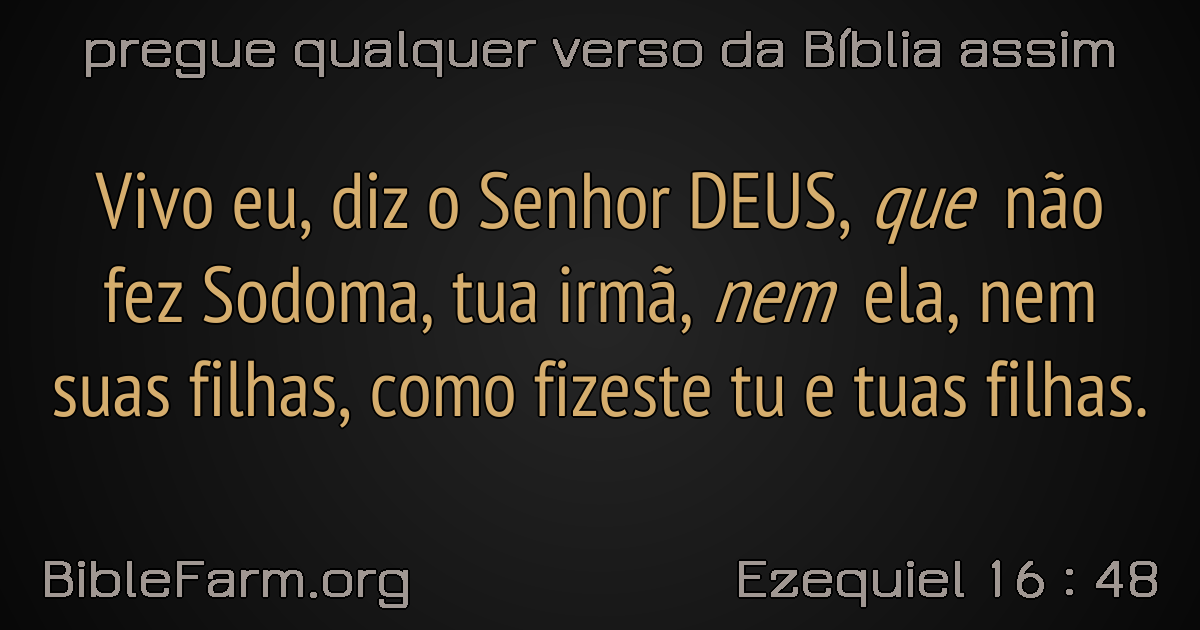 pregue qualquer verso da Bíblia assim
Vivo eu, diz o Senhor DEUS, que não
fez Sodoma, tua irmã, nem ela, nem
suas filhas, como fizeste tu e tuas filhas.
BibleFarm.org
Ezequiel 16 : 48